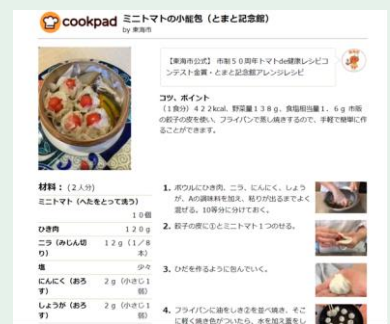 cookpad ミニトマトの小籠包（とまと記念館）
by 東海市
【東海市公式】 市制５０周年トマトde健康レシピコ
ンテスト金賞・とまと記念館アレンジレシピ
コツ、ポイント
（１食分）４２２kcal、野菜量１３８ｇ、食塩相当量１．６ｇ 市販
の餃子の皮を使い、フライパンで蒸し焼きするので、手軽で簡単に作
ることができます。
材料：（２人分）
ミニトマト（へたをとって洗う）
１０個
ひき肉 １２０ｇ
ニラ（みじん切り） １２ｇ（１／８本）
塩 少々
にんにく（おろす） ２ｇ（小さじ１個）
しょうが（おろす） ２ｇ（小さじ１個）
1. ボウルにひき肉、ニラ、にんにく、しょう
が、Aの調味料を加え、粘りが出るまでよく
混ぜる。10等分に分けておく。
2. 餃子の皮に①とミニトマト１つのせる。
3. ひだを作るように包んでいく。
4. フライパンに油をしき②を並べ焼き、そこ
に軽く焼き色がついたら、水を加え蓋をし